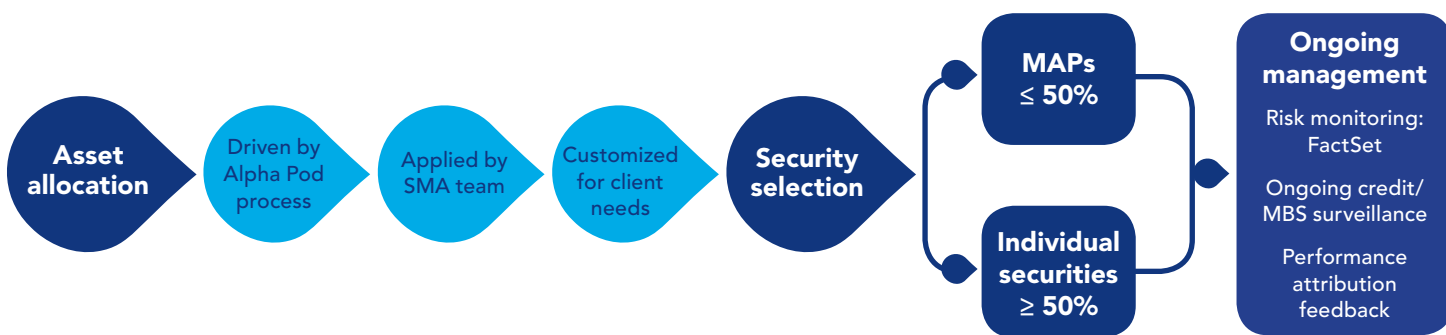 Asset
allocation
Driven by
Alpha Pod
process
Applied by
SMA team
Customized
for client
needs
Security
selection
MAPs
≤ 50%
Individual
securities
≥ 50%
Ongoing
management
Risk monitoring:
FactSet
Ongoing credit/
MBS surveillance
Performance
attribution
feedback